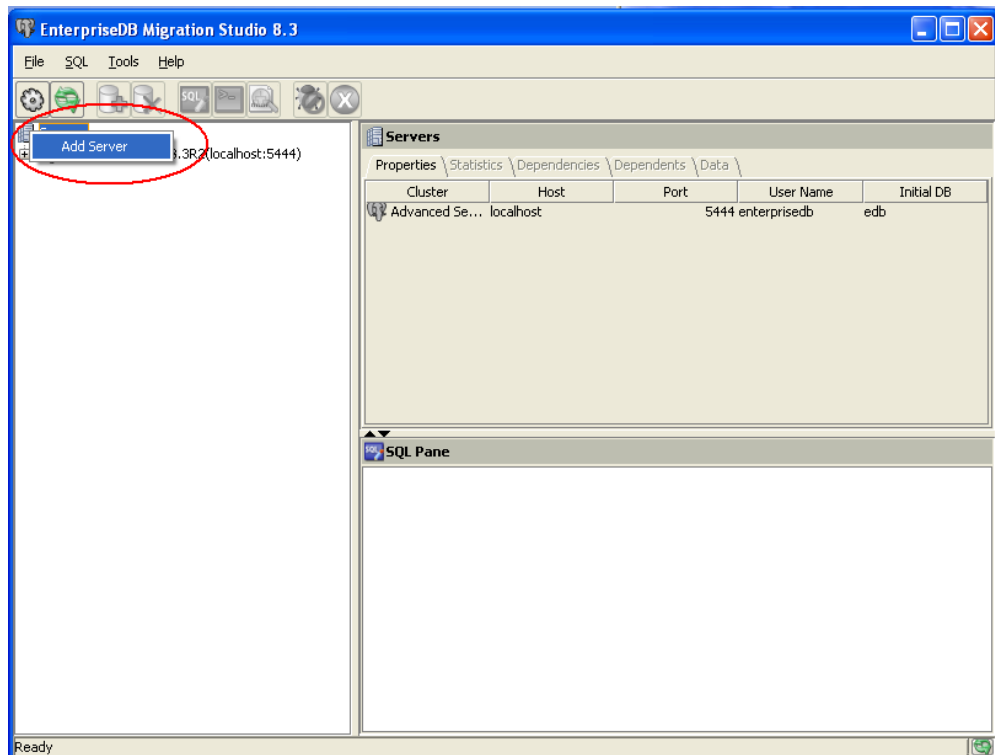 EnterpriseDB Migration Studio 8.3
File SQL Tools Help
SQL
Add Server
.3R2(localhost:5444)
Servers
Properties Statistics Dependencies Dependents Data
Cluster Host Port User Name Initial DB
Advanced Se... localhost 5444 enterprisedb edb
SQL Pane
Ready